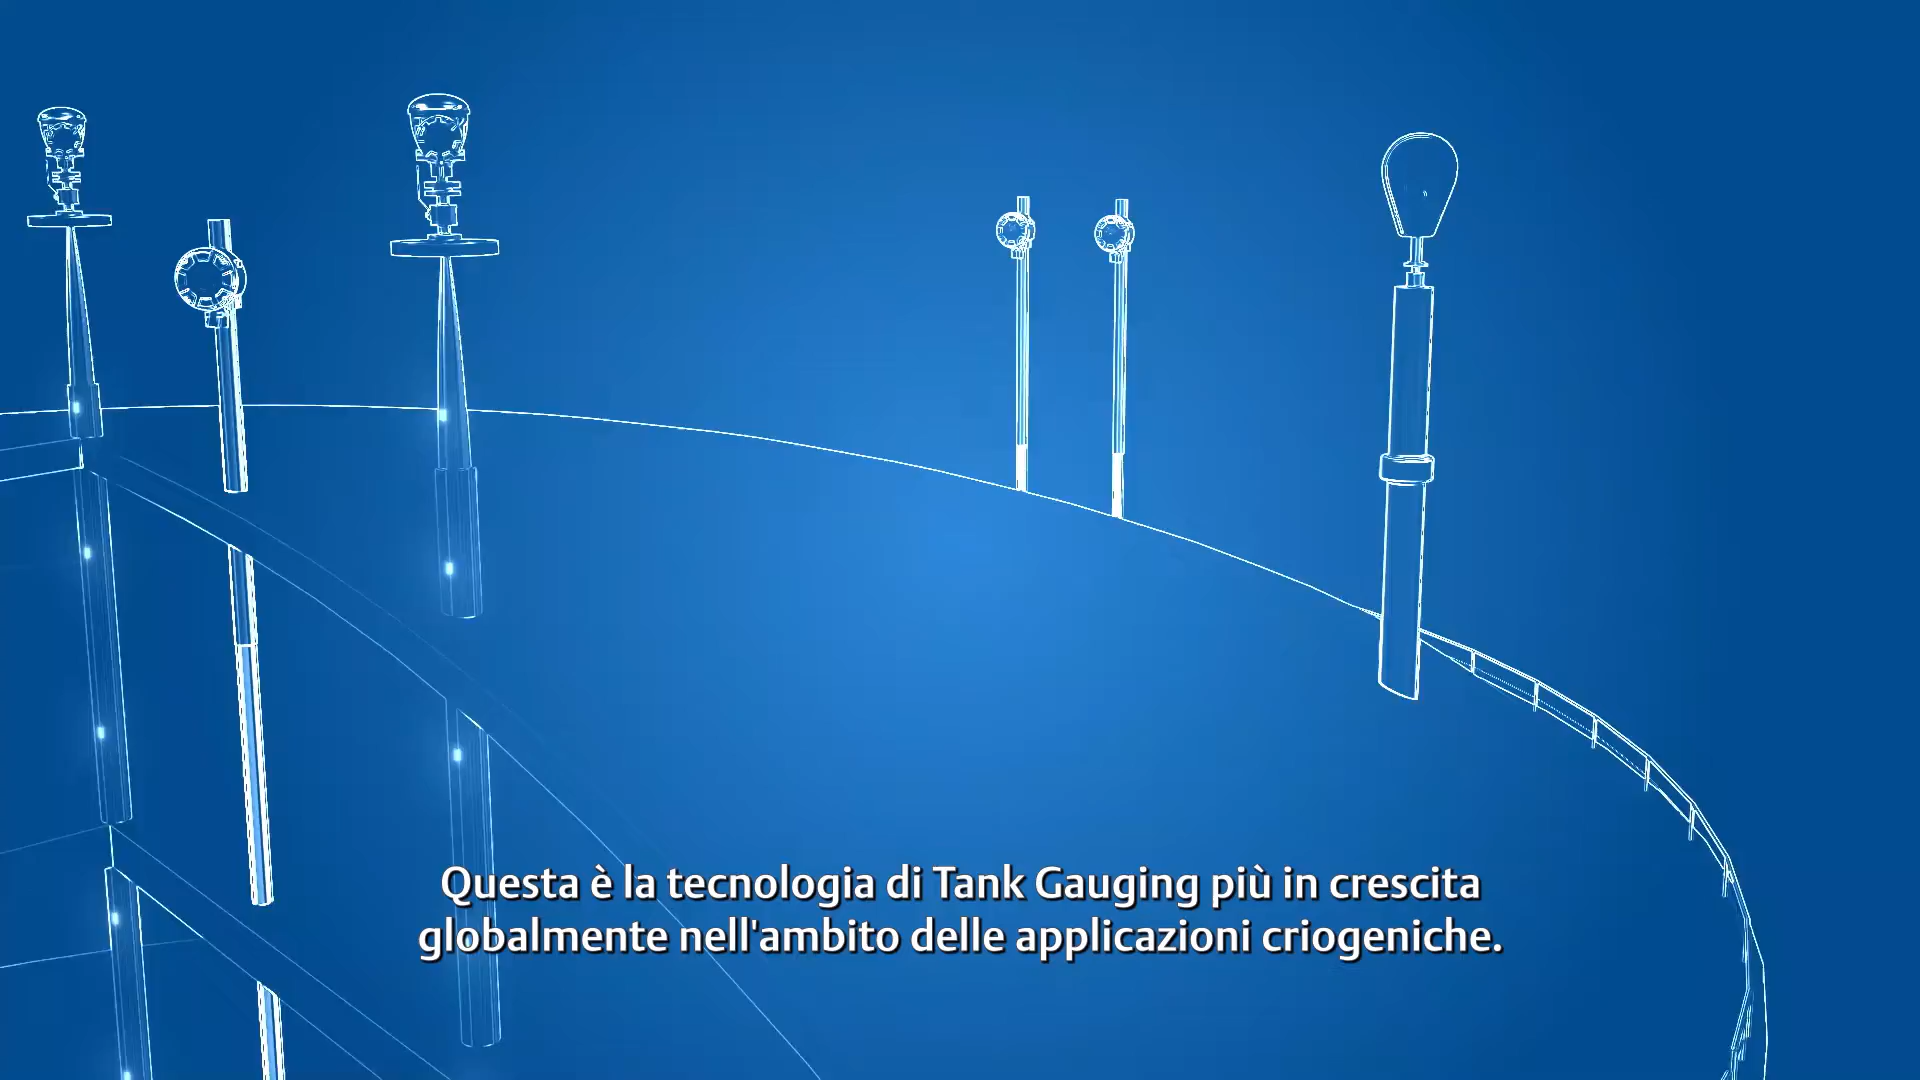 Questa è la tecnologia di Tank Gauging più in crescita
globalmente nell'ambito delle applicazioni criogeniche.